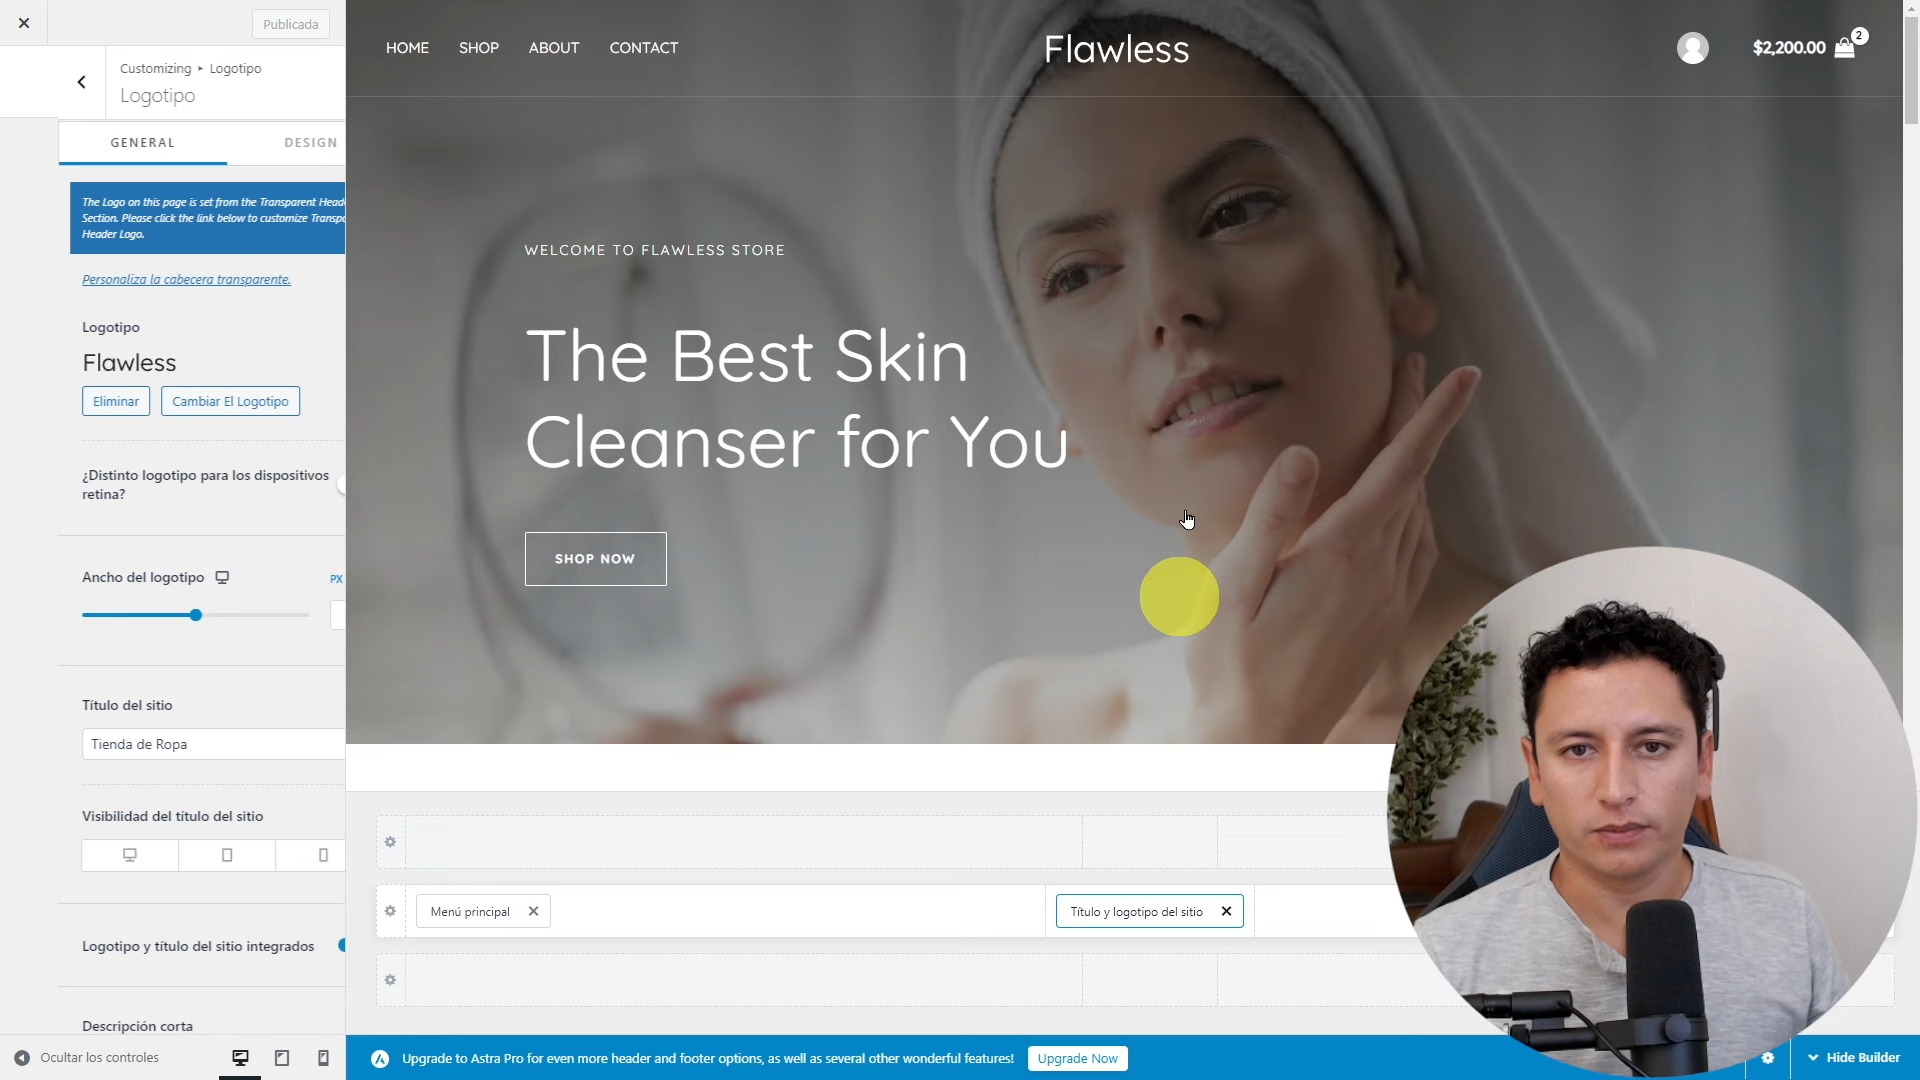 Publicada
Customizing ▸ Logotipo
Logotipo
GENERAL
DESIGN
The Logo on this page is set from the Transparent
Section. Please click the link below to customize
Header Logo.
Personaliza la cabecera transparente.
Logotipo
Flawless
Eliminar
Cambiar El Logotipo
¿Distinto logotipo para los dispositivos
retina?
Ancho del logotipo
PX
Título del sitio
Tienda de Ropa
Visibilidad del título del sitio
Logotipo y título del sitio integrados
Descripción corta
Ocultar los controles
HOME
SHOP
ABOUT
CONTACT
Flawless
$2,200.00
2
WELCOME TO FLAWLESS STORE
The Best Skin
Cleanser for You
SHOP NOW
Menú principal
Título y logotipo del sitio
Upgrade to Astra Pro for even more header and footer options, as well as several other wonderful features!
Upgrade Now
Hide Builder